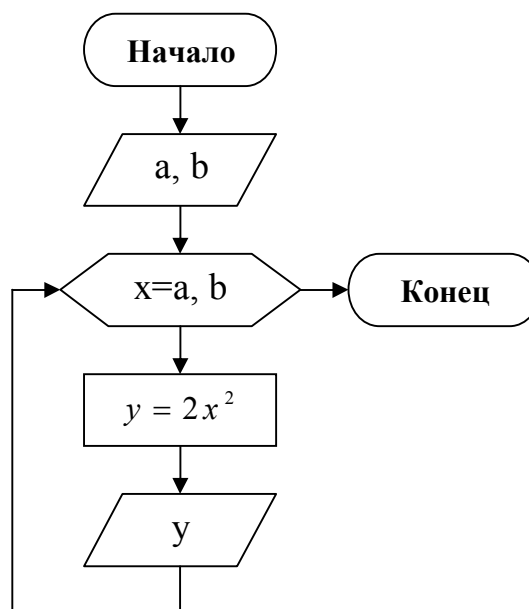 Начало
a, b
x=a, b
Конец
y = 2x²
y